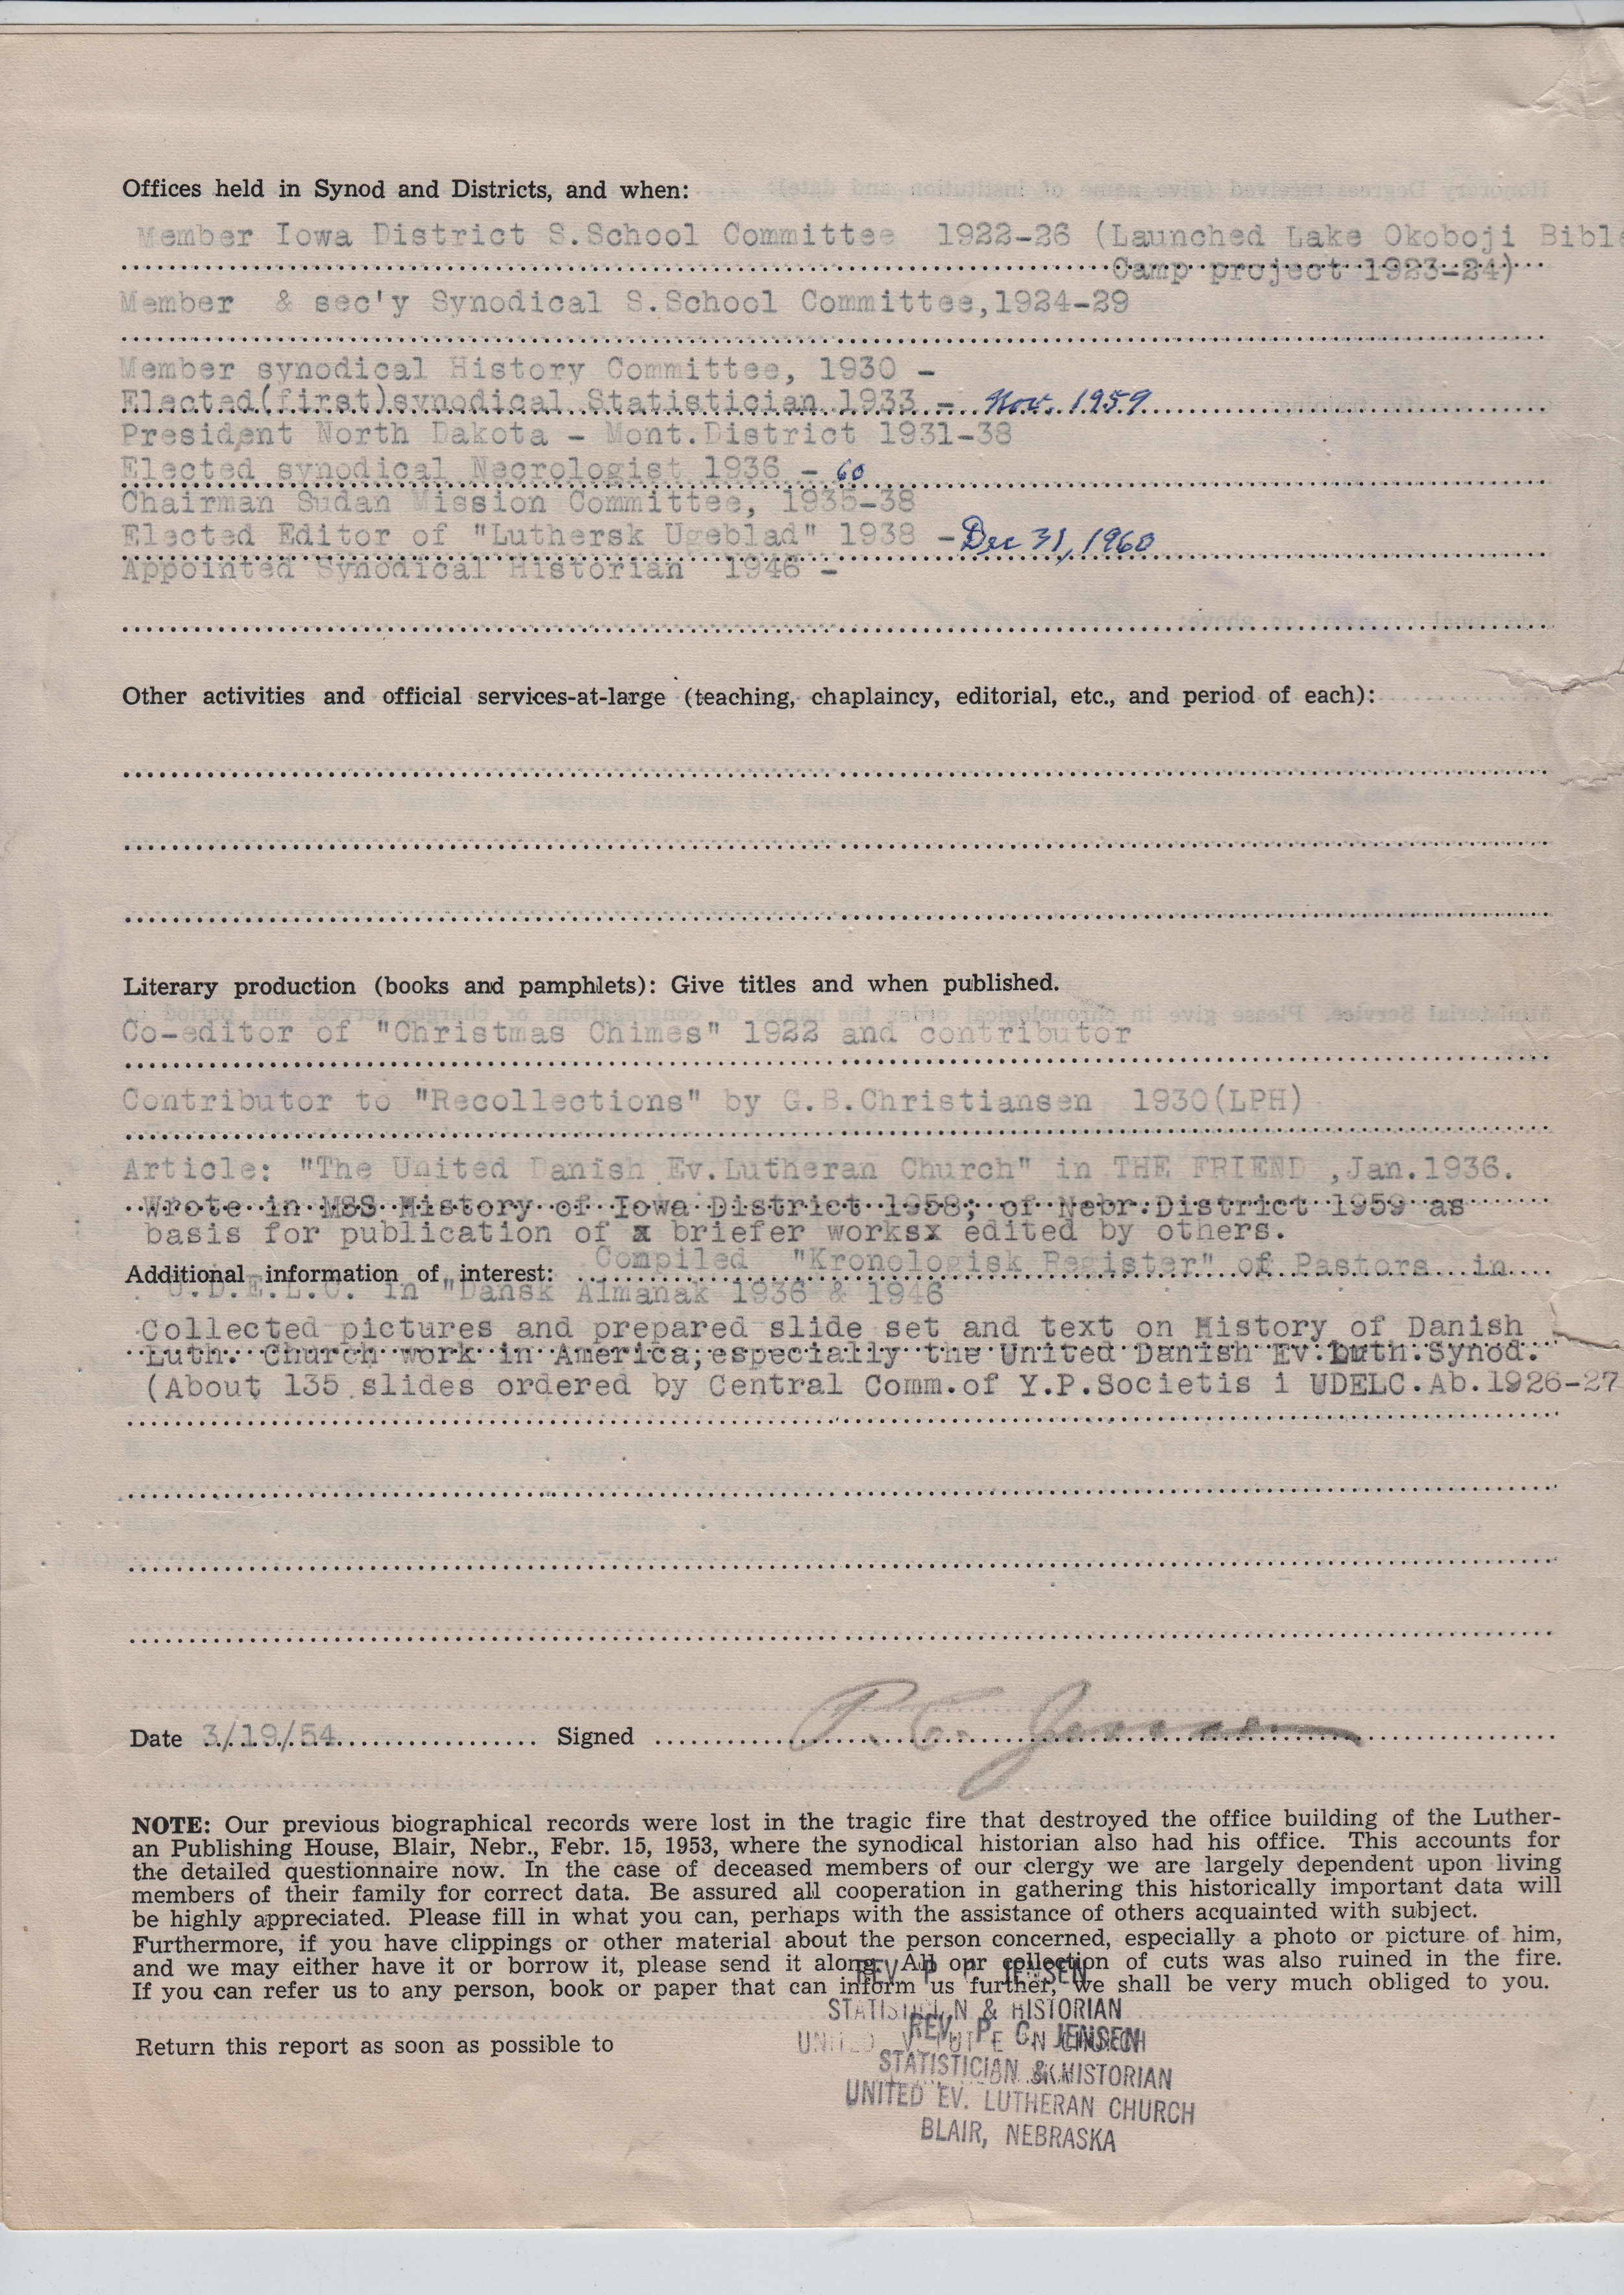 Offices held in Synod and Districts, and when:
Member Iowa District S.School Committee 1922-26 (Launched Lake Okoboji Bible
Camp project 1923-24)
Member & sec'y Synodical S.School Committee,1924-29
Member synodical History Committee, 1930 -
Elected(first)synodical Statistician 1933 - Nov. 1959
President North Dakota - Mont.District 1931-38
Elected synodical Necrologist 1936 - 60
Chairman Sudan Mission Committee, 1935-38
Elected Editor of "Luthersk Ugeblad" 1938 - Dec 31, 1960
Appointed Synodical Historian 1946 -
Other activities and official services-at-large (teaching, chaplaincy, editorial, etc., and period of each):
Literary production (books and pamphlets): Give titles and when published.
Co-editor of "Christmas Chimes" 1922 and contributor
Contributor to "Recollections" by G.B.Christiansen 1930(LPH)
Article: "The United Danish Ev.Lutheran Church" in THE FRIEND ,Jan.1936.
Wrote in MSS History of Iowa District 1958; of Nebr.District 1959 as
basis for publication of x briefer worksx edited by others.
Additional information of interest: Compiled "Kronologisk Register" of Pastors in
U.D.E.L.C. in "Dansk Almanak 1936 & 1946
Collected pictures and prepared slide set and text on History of Danish
Luth. Church work in America,especially the United Danish Ev.Luth.Synod.
(About 135 slides ordered by Central Comm.of Y.P.Societis i UDELC.Ab.1926-27
Date 3/19/54 Signed P. C. Jensen
NOTE: Our previous biographical records were lost in the tragic fire that destroyed the office building of the Luther-
an Publishing House, Blair, Nebr., Febr. 15, 1953, where the synodical historian also had his office. This accounts for
the detailed questionnaire now. In the case of deceased members of our clergy we are largely dependent upon living
members of their family for correct data. Be assured all cooperation in gathering this historically important data will
be highly appreciated. Please fill in what you can, perhaps with the assistance of others acquainted with subject.
Furthermore, if you have clippings or other material about the person concerned, especially a photo or picture of him,
and we may either have it or borrow it, please send it along. All our collection of cuts was also ruined in the fire.
If you can refer us to any person, book or paper that can inform us further, we shall be very much obliged to you.
REV. P. C. JENSEN
STATISTICIAN & HISTORIAN
Return this report as soon as possible to
REV. P. C. JENSEN
STATISTICIAN & HISTORIAN
UNITED EV. LUTHERAN CHURCH
BLAIR, NEBRASKA